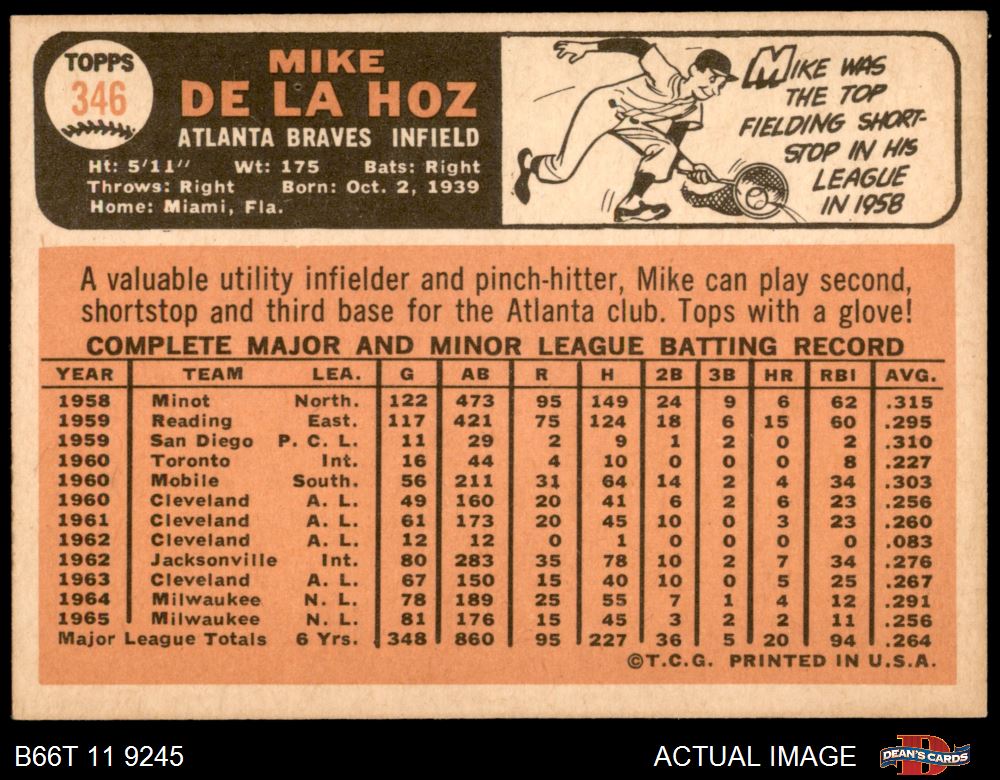 TOPPS
346
MIKE
DE LA HOZ
ATLANTA BRAVES INFIELD
Ht: 5'11" Wt: 175 Bats: Right
Throws: Right Born: Oct. 2, 1939
Home: Miami, Fla.
MIKE WAS
THE TOP
FIELDING SHORT-
STOP IN HIS
LEAGUE
IN 1958
A valuable utility infielder and pinch-hitter, Mike can play second,
shortstop and third base for the Atlanta club. Tops with a glove!
COMPLETE MAJOR AND MINOR LEAGUE BATTING RECORD
YEAR TEAM LEA. G AB R H 2B 3B HR RBI AVG.
1958 Minot North. 122 473 95 149 24 9 6 62 .315
1959 Reading East. 117 421 75 124 18 6 15 60 .295
1959 San Diego P. C. L. 11 29 2 9 1 2 0 2 .310
1960 Toronto Int. 16 44 4 10 0 0 0 8 .227
1960 Mobile South. 56 211 31 64 14 2 4 34 .303
1960 Cleveland A. L. 49 160 20 41 6 2 6 23 .256
1961 Cleveland A. L. 61 173 20 45 10 0 3 23 .260
1962 Cleveland A. L. 12 12 0 1 0 0 0 0 .083
1962 Jacksonville Int. 80 283 35 78 10 2 7 34 .276
1963 Cleveland A. L. 67 150 15 40 10 0 5 25 .267
1964 Milwaukee N. L. 78 189 25 55 7 1 4 12 .291
1965 Milwaukee N. L. 81 176 15 45 3 2 2 11 .256
Major League Totals 6 Yrs. 348 860 95 227 36 5 20 94 .264
©T.C.G. PRINTED IN U.S.A.
B66T 11 9245
ACTUAL IMAGE
DEAN'S CARDS